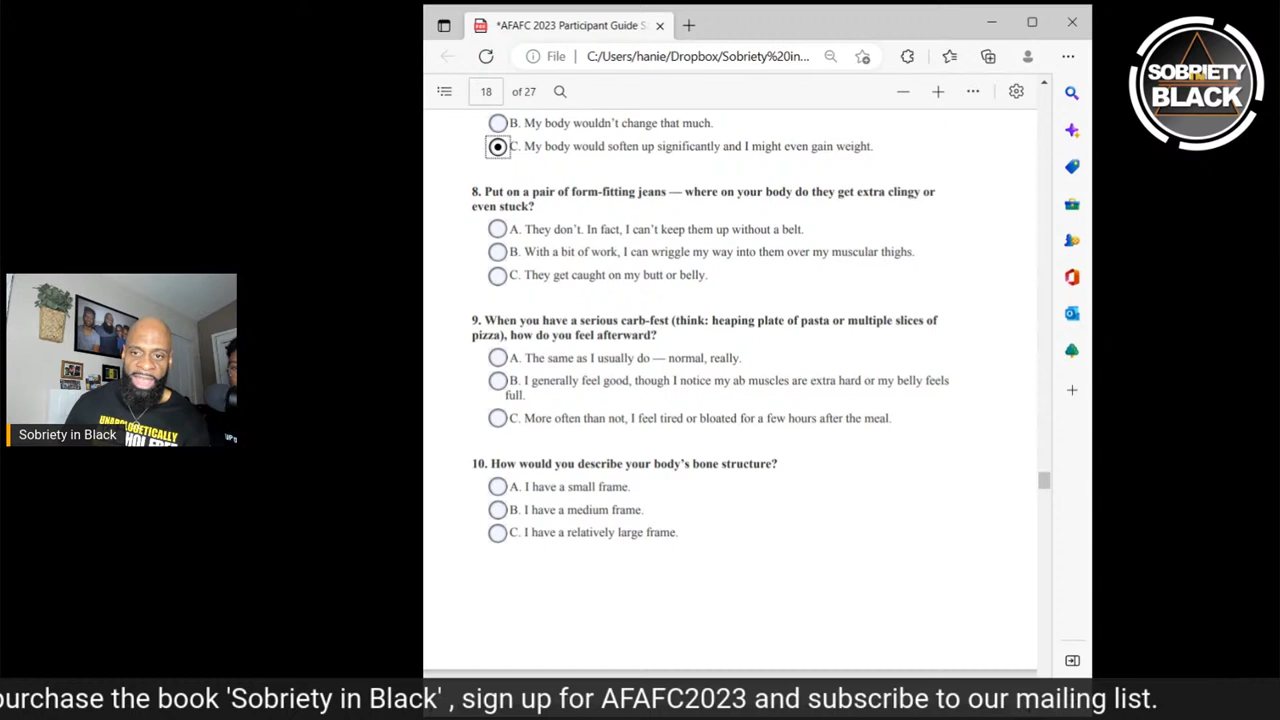 *AFAFC 2023 Participant Guide S
File
C:/Users/hanie/Dropbox/Sobriety%20in...
18
of 27
SOBRIETY
IN
BLACK
B. My body wouldn't change that much.
C. My body would soften up significantly and I might even gain weight.
8. Put on a pair of form-fitting jeans — where on your body do they get extra clingy or
even stuck?
A. They don't. In fact, I can't keep them up without a belt.
B. With a bit of work, I can wriggle my way into them over my muscular thighs.
C. They get caught on my butt or belly.
9. When you have a serious carb-fest (think: heaping plate of pasta or multiple slices of
pizza), how do you feel afterward?
A. The same as I usually do — normal, really.
B. I generally feel good, though I notice my ab muscles are extra hard or my belly feels
full.
C. More often than not, I feel tired or bloated for a few hours after the meal.
10. How would you describe your body's bone structure?
A. I have a small frame.
B. I have a medium frame.
C. I have a relatively large frame.
UNAPOLOGETICALLY
Sobriety in Black
purchase the book 'Sobriety in Black' , sign up for AFAFC2023 and subscribe to our mailing list.